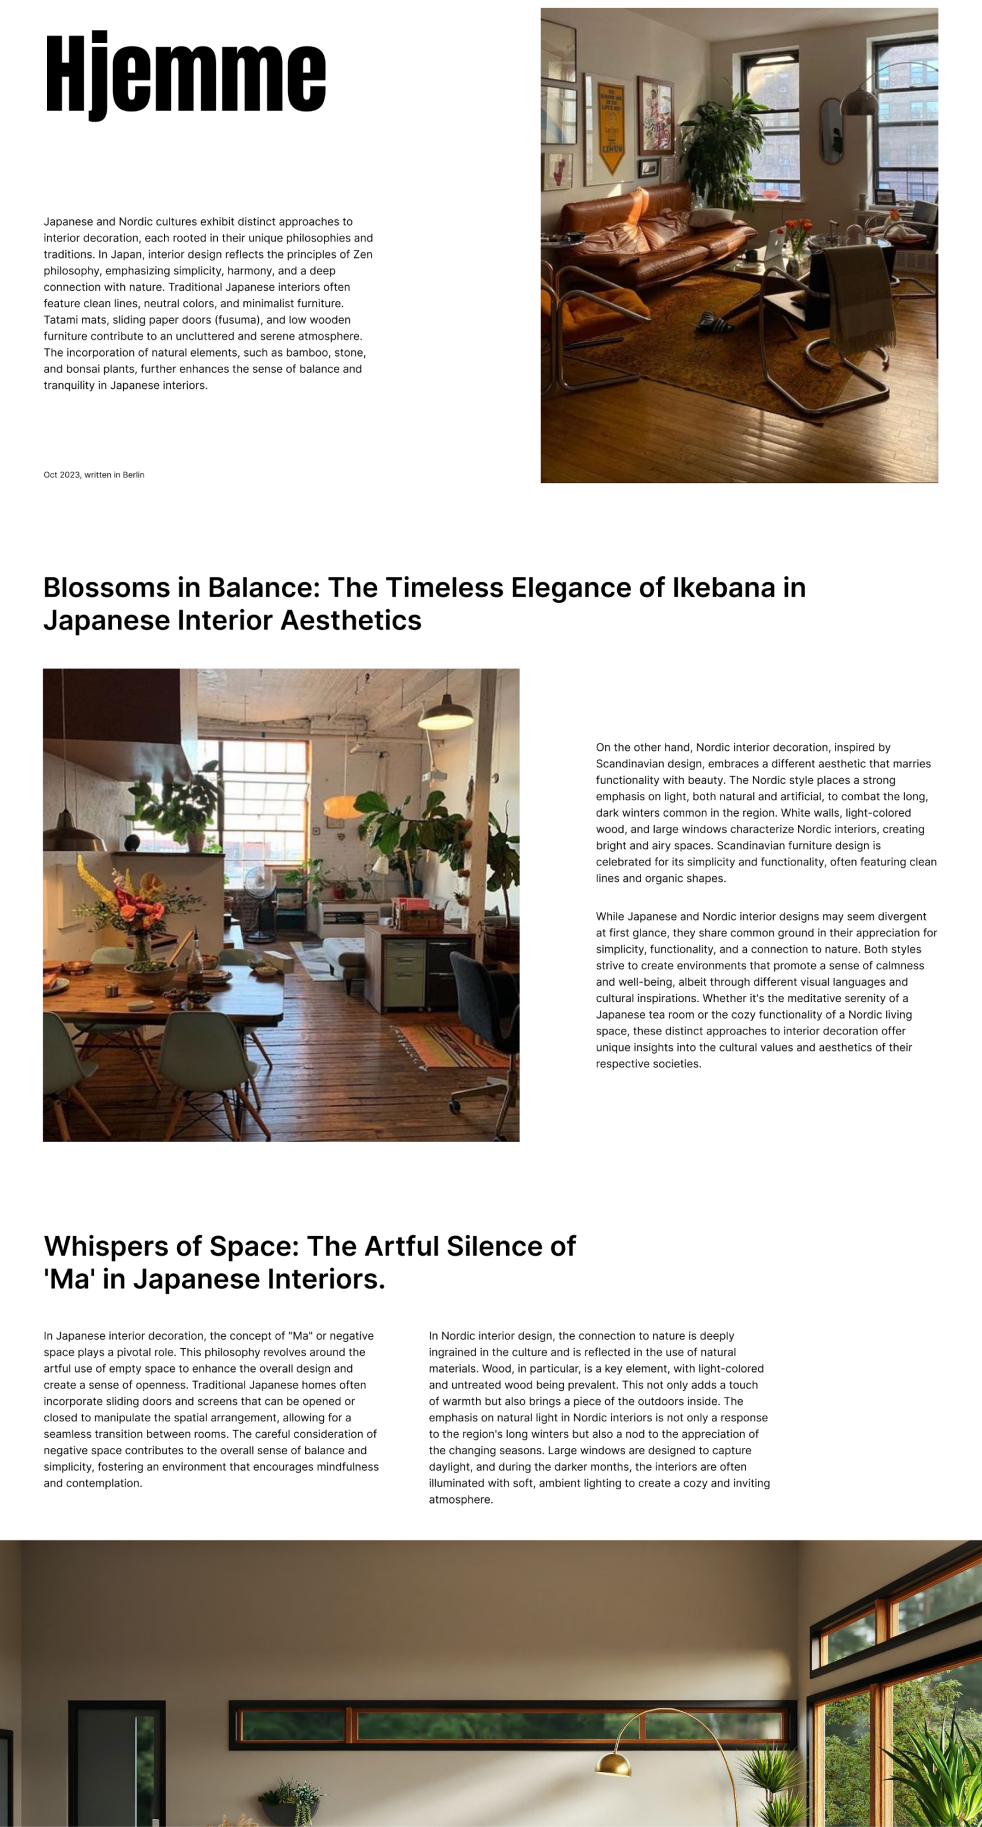 Hjemme
Japanese and Nordic cultures exhibit distinct approaches to
interior decoration, each rooted in their unique philosophies and
traditions. In Japan, interior design reflects the principles of Zen
philosophy, emphasizing simplicity, harmony, and a deep
connection with nature. Traditional Japanese interiors often
feature clean lines, neutral colors, and minimalist furniture.
Tatami mats, sliding paper doors (fusuma), and low wooden
furniture contribute to an uncluttered and serene atmosphere.
The incorporation of natural elements, such as bamboo, stone,
and bonsai plants, further enhances the sense of balance and
tranquility in Japanese interiors.
Oct 2023, written in Berlin
Blossoms in Balance: The Timeless Elegance of Ikebana in
Japanese Interior Aesthetics
On the other hand, Nordic interior decoration, inspired by
Scandinavian design, embraces a different aesthetic that marries
functionality with beauty. The Nordic style places a strong
emphasis on light, both natural and artificial, to combat the long,
dark winters common in the region. White walls, light-colored
wood, and large windows characterize Nordic interiors, creating
bright and airy spaces. Scandinavian furniture design is
celebrated for its simplicity and functionality, often featuring clean
lines and organic shapes.
While Japanese and Nordic interior designs may seem divergent
at first glance, they share common ground in their appreciation for
simplicity, functionality, and a connection to nature. Both styles
strive to create environments that promote a sense of calmness
and well-being, albeit through different visual languages and
cultural inspirations. Whether it's the meditative serenity of a
Japanese tea room or the cozy functionality of a Nordic living
space, these distinct approaches to interior decoration offer
unique insights into the cultural values and aesthetics of their
respective societies.
Whispers of Space: The Artful Silence of
'Ma' in Japanese Interiors.
In Japanese interior decoration, the concept of "Ma" or negative
space plays a pivotal role. This philosophy revolves around the
artful use of empty space to enhance the overall design and
create a sense of openness. Traditional Japanese homes often
incorporate sliding doors and screens that can be opened or
closed to manipulate the spatial arrangement, allowing for a
seamless transition between rooms. The careful consideration of
negative space contributes to the overall sense of balance and
simplicity, fostering an environment that encourages mindfulness
and contemplation.
In Nordic interior design, the connection to nature is deeply
ingrained in the culture and is reflected in the use of natural
materials. Wood, in particular, is a key element, with light-colored
and untreated wood being prevalent. This not only adds a touch
of warmth but also brings a piece of the outdoors inside. The
emphasis on natural light in Nordic interiors is not only a response
to the region's long winters but also a nod to the appreciation of
the changing seasons. Large windows are designed to capture
daylight, and during the darker months, the interiors are often
illuminated with soft, ambient lighting to create a cozy and inviting
atmosphere.